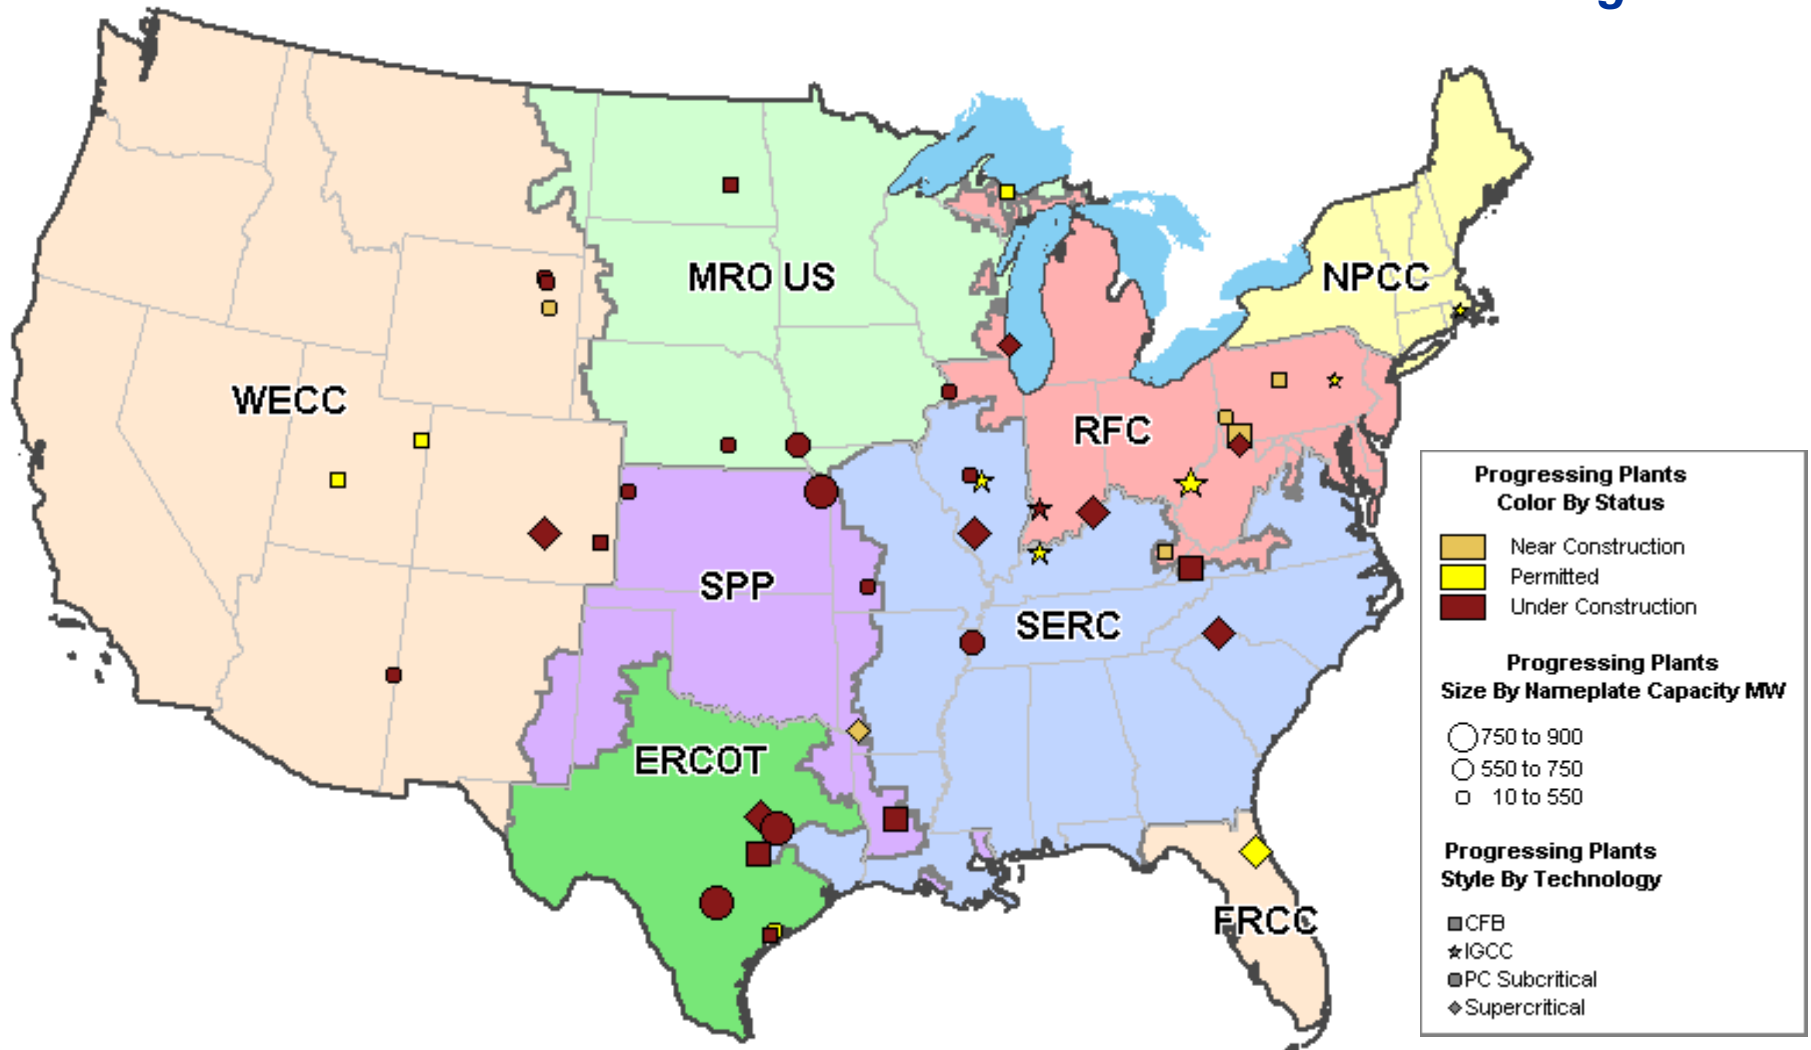 g
MRO US
NPCC
WECC
RFC
SPP
SERC
ERCOT
FRCC
Progressing Plants
Color By Status
Near Construction
Permitted
Under Construction
Progressing Plants
Size By Nameplate Capacity MW
750 to 900
550 to 750
10 to 550
Progressing Plants
Style By Technology
CFB
IGCC
PC Subcritical
Supercritical